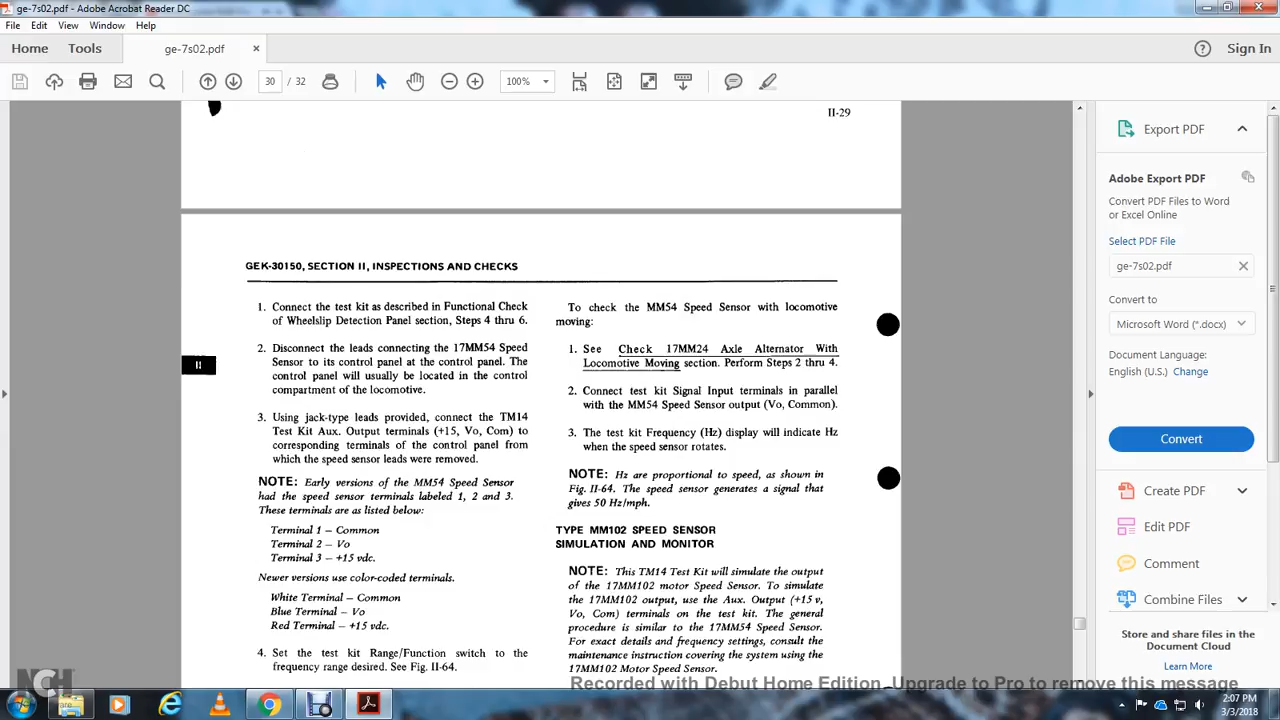 ge-7s02.pdf - Adobe Acrobat Reader DC
File Edit View Window Help
Home Tools ge-7s02.pdf × ? Sign In
30 / 32 100%
II-29
GEK-30150, SECTION II, INSPECTIONS AND CHECKS
1. Connect the test kit as described in Functional Check
of Wheelslip Detection Panel section, Steps 4 thru 6.
2. Disconnect the leads connecting the 17MM54 Speed
Sensor to its control panel at the control panel. The
control panel will usually be located in the control
compartment of the locomotive.
II
3. Using jack-type leads provided, connect the TM14
Test Kit Aux. Output terminals (+15, Vo, Com) to
corresponding terminals of the control panel from
which the speed sensor leads were removed.
NOTE: Early versions of the MM54 Speed Sensor
had the speed sensor terminals labeled 1, 2 and 3.
These terminals are as listed below:
Terminal 1 – Common
Terminal 2 – Vo
Terminal 3 – +15 vdc.
Newer versions use color-coded terminals.
White Terminal – Common
Blue Terminal – Vo
Red Terminal – +15 vdc.
4. Set the test kit Range/Function switch to the
frequency range desired. See Fig. II-64.
To check the MM54 Speed Sensor with locomotive
moving:
1. See Check 17MM24 Axle Alternator With
Locomotive Moving section. Perform Steps 2 thru 4.
2. Connect test kit Signal Input terminals in parallel
with the MM54 Speed Sensor output (Vo, Common).
3. The test kit Frequency (Hz) display will indicate Hz
when the speed sensor rotates.
NOTE: Hz are proportional to speed, as shown in
Fig. II-64. The speed sensor generates a signal that
gives 50 Hz/mph.
TYPE MM102 SPEED SENSOR
SIMULATION AND MONITOR
NOTE: This TM14 Test Kit will simulate the output
of the 17MM102 motor Speed Sensor. To simulate
the 17MM102 output, use the Aux. Output (+15 v,
Vo, Com) terminals on the test kit. The general
procedure is similar to the 17MM54 Speed Sensor.
For exact details and frequency settings, consult the
maintenance instruction covering the system using the
17MM102 Motor Speed Sensor.
Export PDF
Adobe Export PDF
Convert PDF Files to Word
or Excel Online
Select PDF File
ge-7s02.pdf
Convert to
Microsoft Word (*.docx)
Document Language:
English (U.S.) Change
Convert
Create PDF
Edit PDF
Comment
Combine Files
Store and share files in the
Document Cloud
Learn More
NCH
Recorded with Debut Home Edition. Upgrade to Pro to remove this message
2:07 PM
3/3/2018